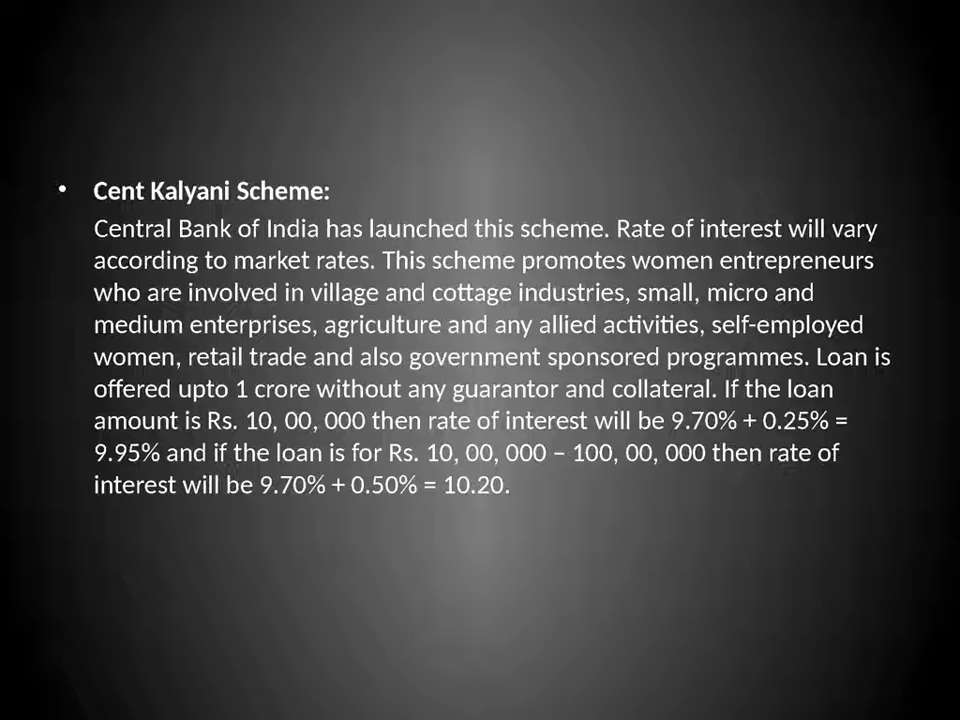 • Cent Kalyani Scheme:
Central Bank of India has launched this scheme. Rate of interest will vary
according to market rates. This scheme promotes women entrepreneurs
who are involved in village and cottage industries, small, micro and
medium enterprises, agriculture and any allied activities, self-employed
women, retail trade and also government sponsored programmes. Loan is
offered upto 1 crore without any guarantor and collateral. If the loan
amount is Rs. 10, 00, 000 then rate of interest will be 9.70% + 0.25% =
9.95% and if the loan is for Rs. 10, 00, 000 – 100, 00, 000 then rate of
interest will be 9.70% + 0.50% = 10.20.